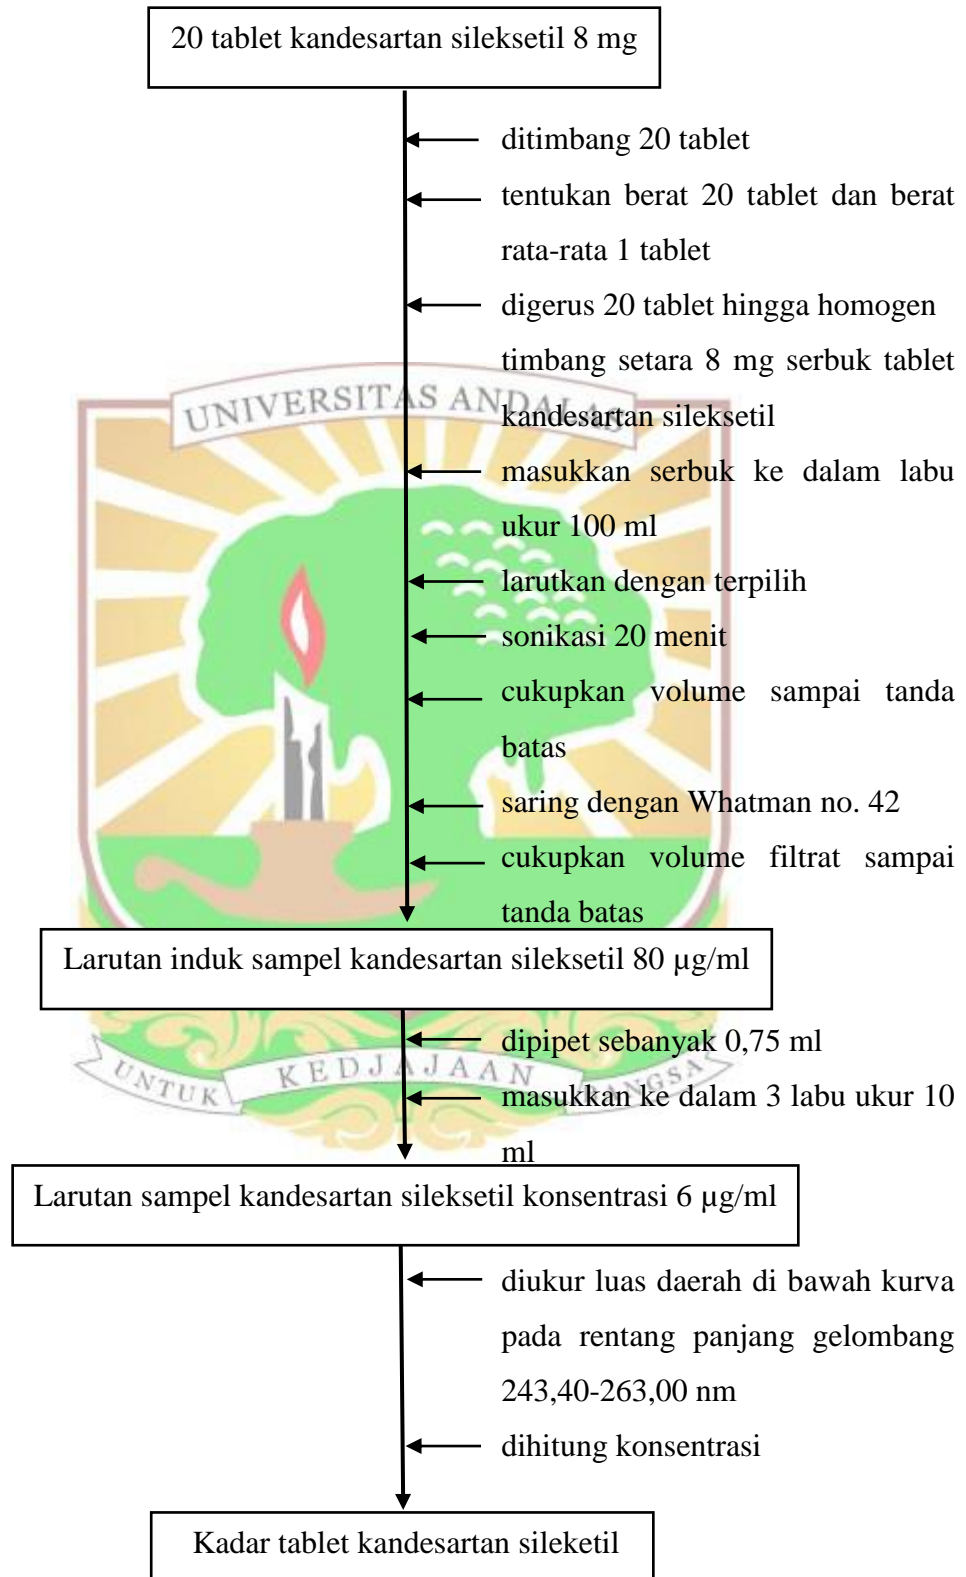 20 tablet kandesartan sileksetil 8 mg
ditimbang 20 tablet
tentukan berat 20 tablet dan berat
rata-rata 1 tablet
digerus 20 tablet hingga homogen
timbang setara 8 mg serbuk tablet
kandesartan sileksetil
UNIVERSITAS ANDALAS
masukkan serbuk ke dalam labu
ukur 100 ml
larutkan dengan terpilih
sonikasi 20 menit
cukupkan volume sampai tanda
batas
saring dengan Whatman no. 42
cukupkan volume filtrat sampai
tanda batas
Larutan induk sampel kandesartan sileksetil 80 µg/ml
dipipet sebanyak 0,75 ml
UNTUK KEDJAJAAN BANGSA
masukkan ke dalam 3 labu ukur 10
ml
Larutan sampel kandesartan sileksetil konsentrasi 6 µg/ml
diukur luas daerah di bawah kurva
pada rentang panjang gelombang
243,40-263,00 nm
dihitung konsentrasi
Kadar tablet kandesartan sileketil